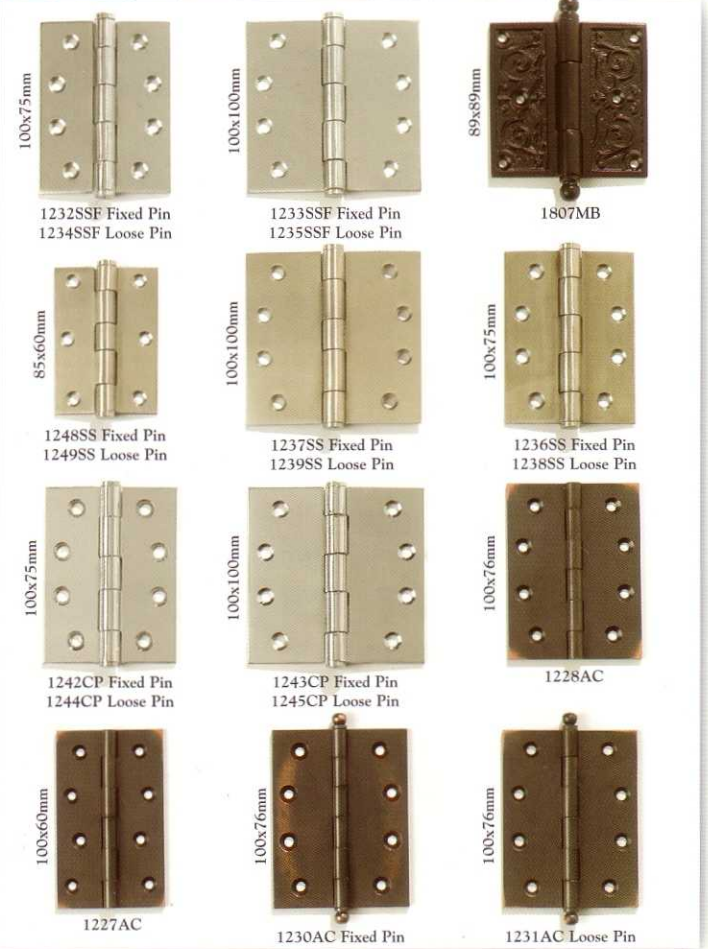 100x75mm
1232SSF Fixed Pin
1234SSF Loose Pin
100x100mm
1233SSF Fixed Pin
1235SSF Loose Pin
89x89mm
1807MB
85x60mm
1248SS Fixed Pin
1249SS Loose Pin
100x100mm
1237SS Fixed Pin
1239SS Loose Pin
100x75mm
1236SS Fixed Pin
1238SS Loose Pin
100x75mm
1242CP Fixed Pin
1244CP Loose Pin
100x100mm
1243CP Fixed Pin
1245CP Loose Pin
100x76mm
1228AC
100x60mm
1227AC
100x76mm
1230AC Fixed Pin
100x76mm
1231AC Loose Pin